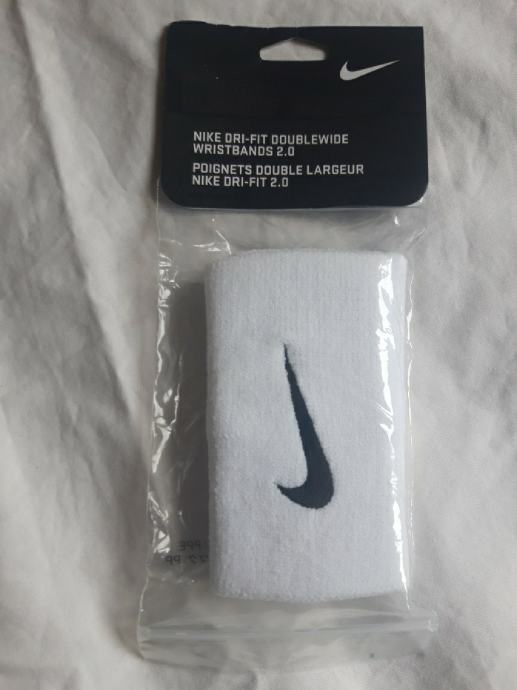 NIKE DRI-FIT DOUBLEWIDE
WRISTBANDS 2.0
POIGNETS DOUBLE LARGEUR
NIKE DRI-FIT 2.0